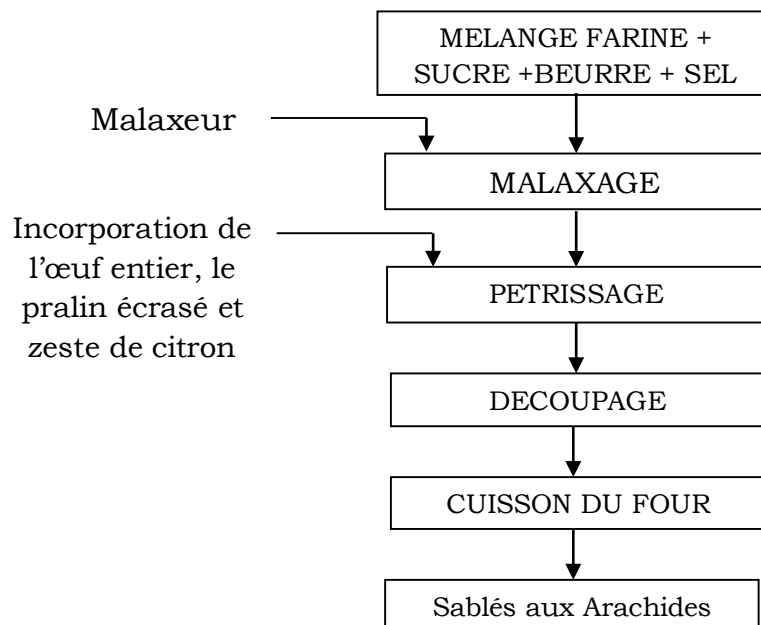 MELANGE FARINE +
SUCRE +BEURRE + SEL
Malaxeur
MALAXAGE
Incorporation de
l’œuf entier, le
pralin écrasé et
zeste de citron
PETRISSAGE
DECOUPAGE
CUISSON DU FOUR
Sablés aux Arachides